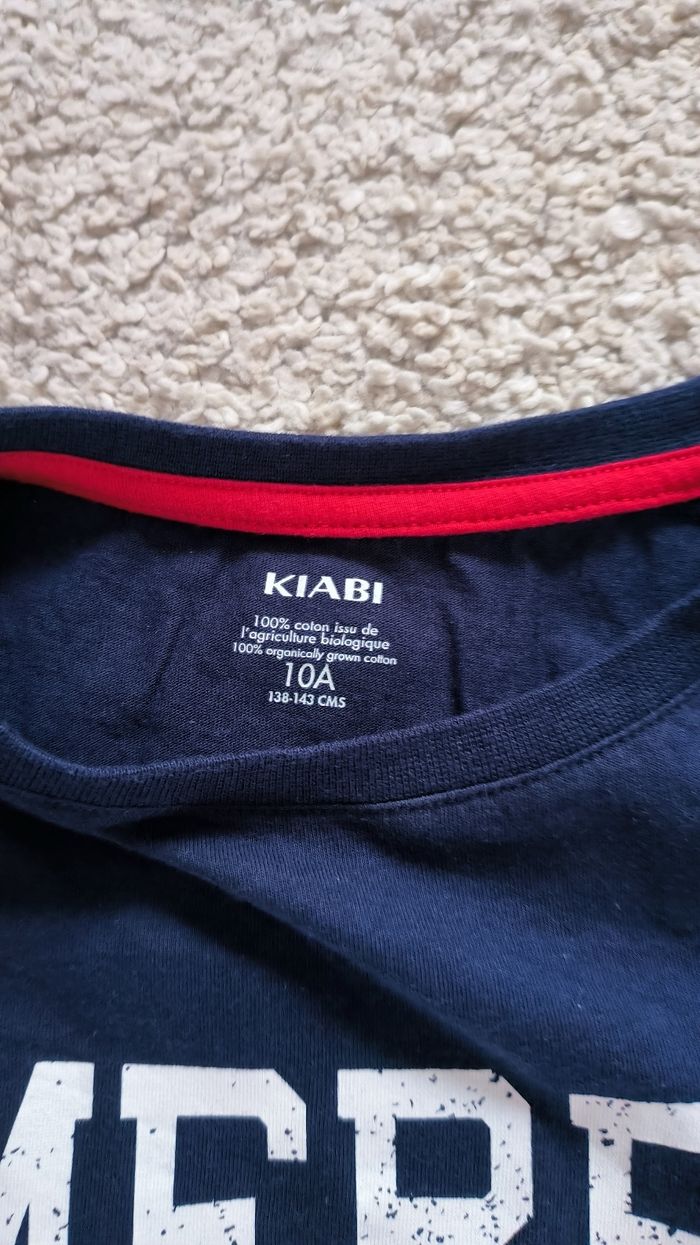 KIABI
100% coton issu de
l'agriculture biologique
100% organically grown cotton
10A
138-143 CMS